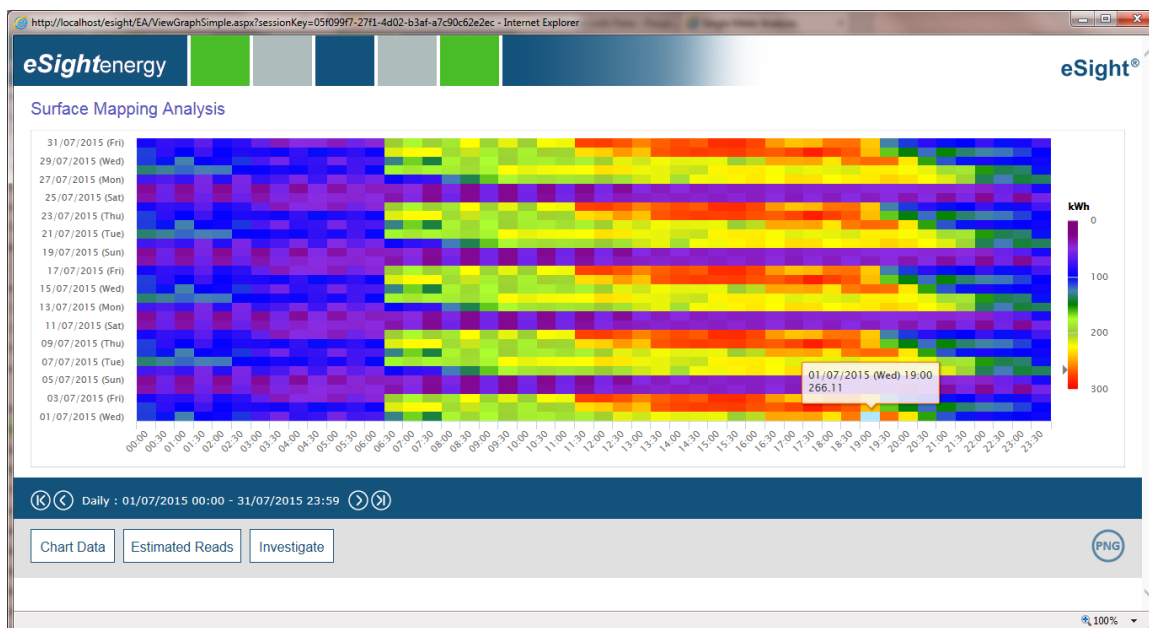 http://localhost/esight/EA/ViewGraphSimple.aspx?sessionKey=05f099f7-27f1-4d02-b3af-a7c90c62e2ec - Internet Explorer
eSightenergy
eSight®
Surface Mapping Analysis
31/07/2015 (Fri)
29/07/2015 (Wed)
27/07/2015 (Mon)
25/07/2015 (Sat)
23/07/2015 (Thu)
21/07/2015 (Tue)
19/07/2015 (Sun)
17/07/2015 (Fri)
15/07/2015 (Wed)
13/07/2015 (Mon)
11/07/2015 (Sat)
09/07/2015 (Thu)
07/07/2015 (Tue)
05/07/2015 (Sun)
03/07/2015 (Fri)
01/07/2015 (Wed)
kWh
0
100
200
300
01/07/2015 (Wed) 19:00
266.11
00:00 00:30 01:00 01:30 02:00 02:30 03:00 03:30 04:00 04:30 05:00 05:30 06:00 06:30 07:00 07:30 08:00 08:30 09:00 09:30 10:00 10:30 11:00 11:30 12:00 12:30 13:00 13:30 14:00 14:30 15:00 15:30 16:00 16:30 17:00 17:30 18:00 18:30 19:00 19:30 20:00 20:30 21:00 21:30 22:00 22:30 23:00 23:30
Daily : 01/07/2015 00:00 - 31/07/2015 23:59
Chart Data
Estimated Reads
Investigate
PNG
100%